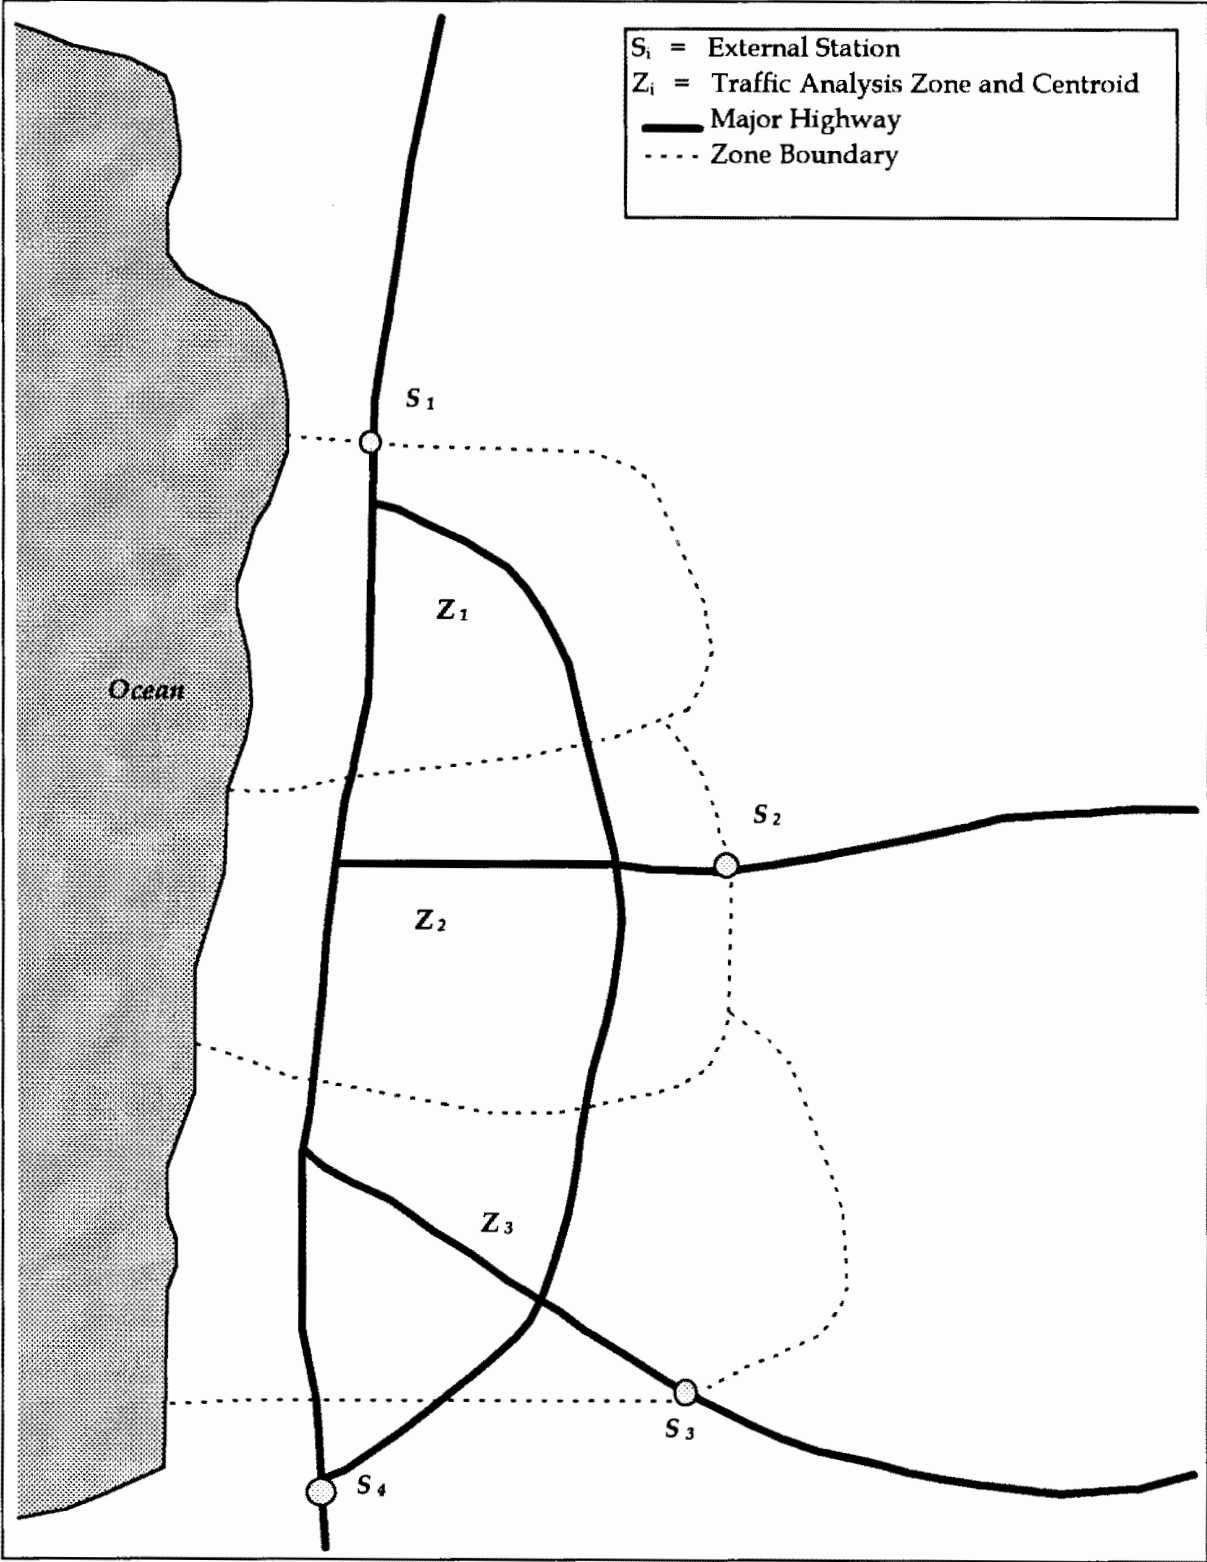 Sᵢ = External Station
Zᵢ = Traffic Analysis Zone and Centroid
Major Highway
Zone Boundary
S₁
Z₁
Ocean
S₂
Z₂
Z₃
S₃
S₄